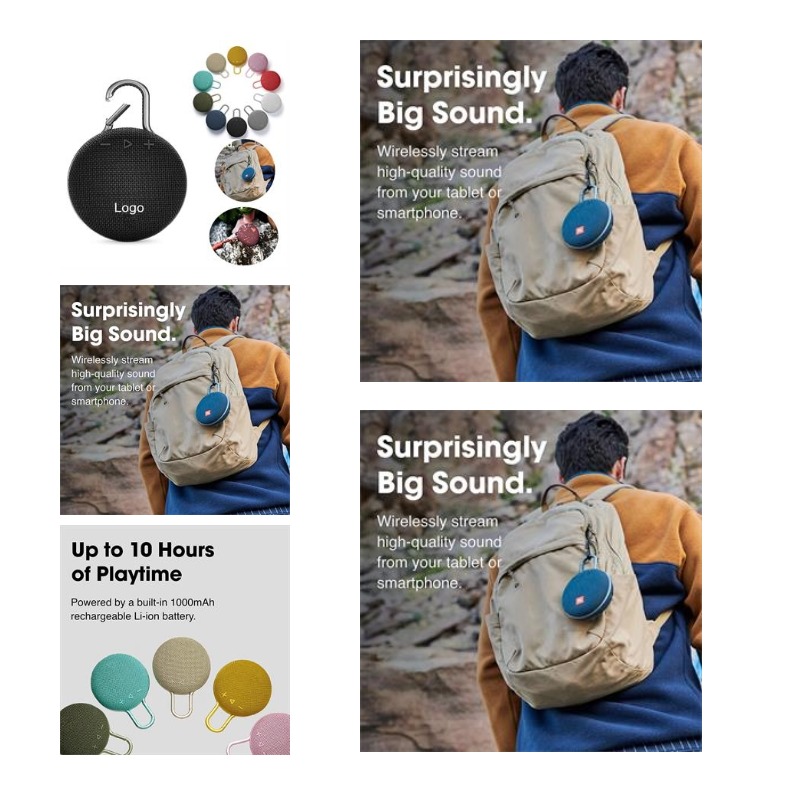 Logo
Surprisingly
Big Sound.
Wirelessly stream
high-quality sound
from your tablet or
smartphone.
Up to 10 Hours
of Playtime
Powered by a built-in 1000mAh
rechargeable Li-ion battery.
Surprisingly
Big Sound.
Wirelessly stream
high-quality sound
from your tablet or
smartphone.
Surprisingly
Big Sound.
Wirelessly stream
high-quality sound
from your tablet or
smartphone.